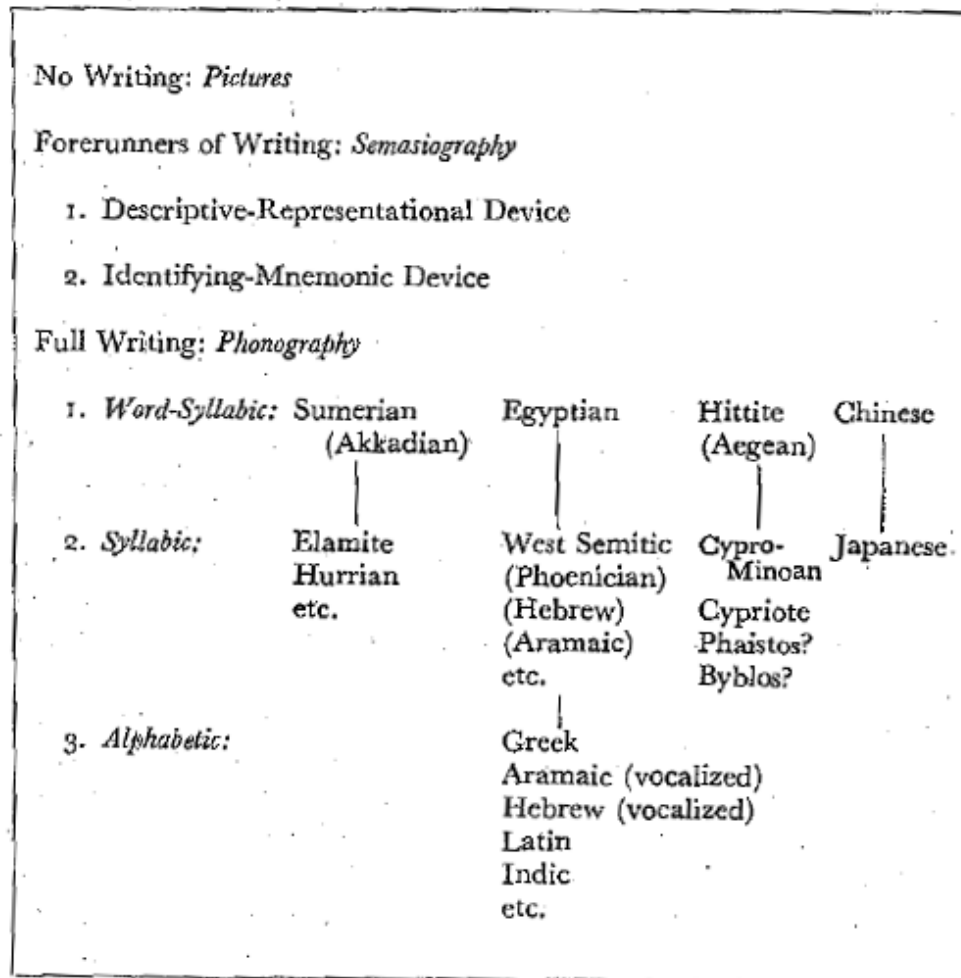 No Writing: Pictures
Forerunners of Writing: Semasiography
1. Descriptive-Representational Device
2. Identifying-Mnemonic Device
Full Writing: Phonography
1. Word-Syllabic: Sumerian Egyptian Hittite Chinese
(Akkadian) (Aegean)
2. Syllabic: Elamite West Semitic Cypro- Japanese
Hurrian (Phoenician) Minoan
etc. (Hebrew) Cypriote
(Aramaic) Phaistos?
etc. Byblos?
3. Alphabetic: Greek
Aramaic (vocalized)
Hebrew (vocalized)
Latin
Indic
etc.